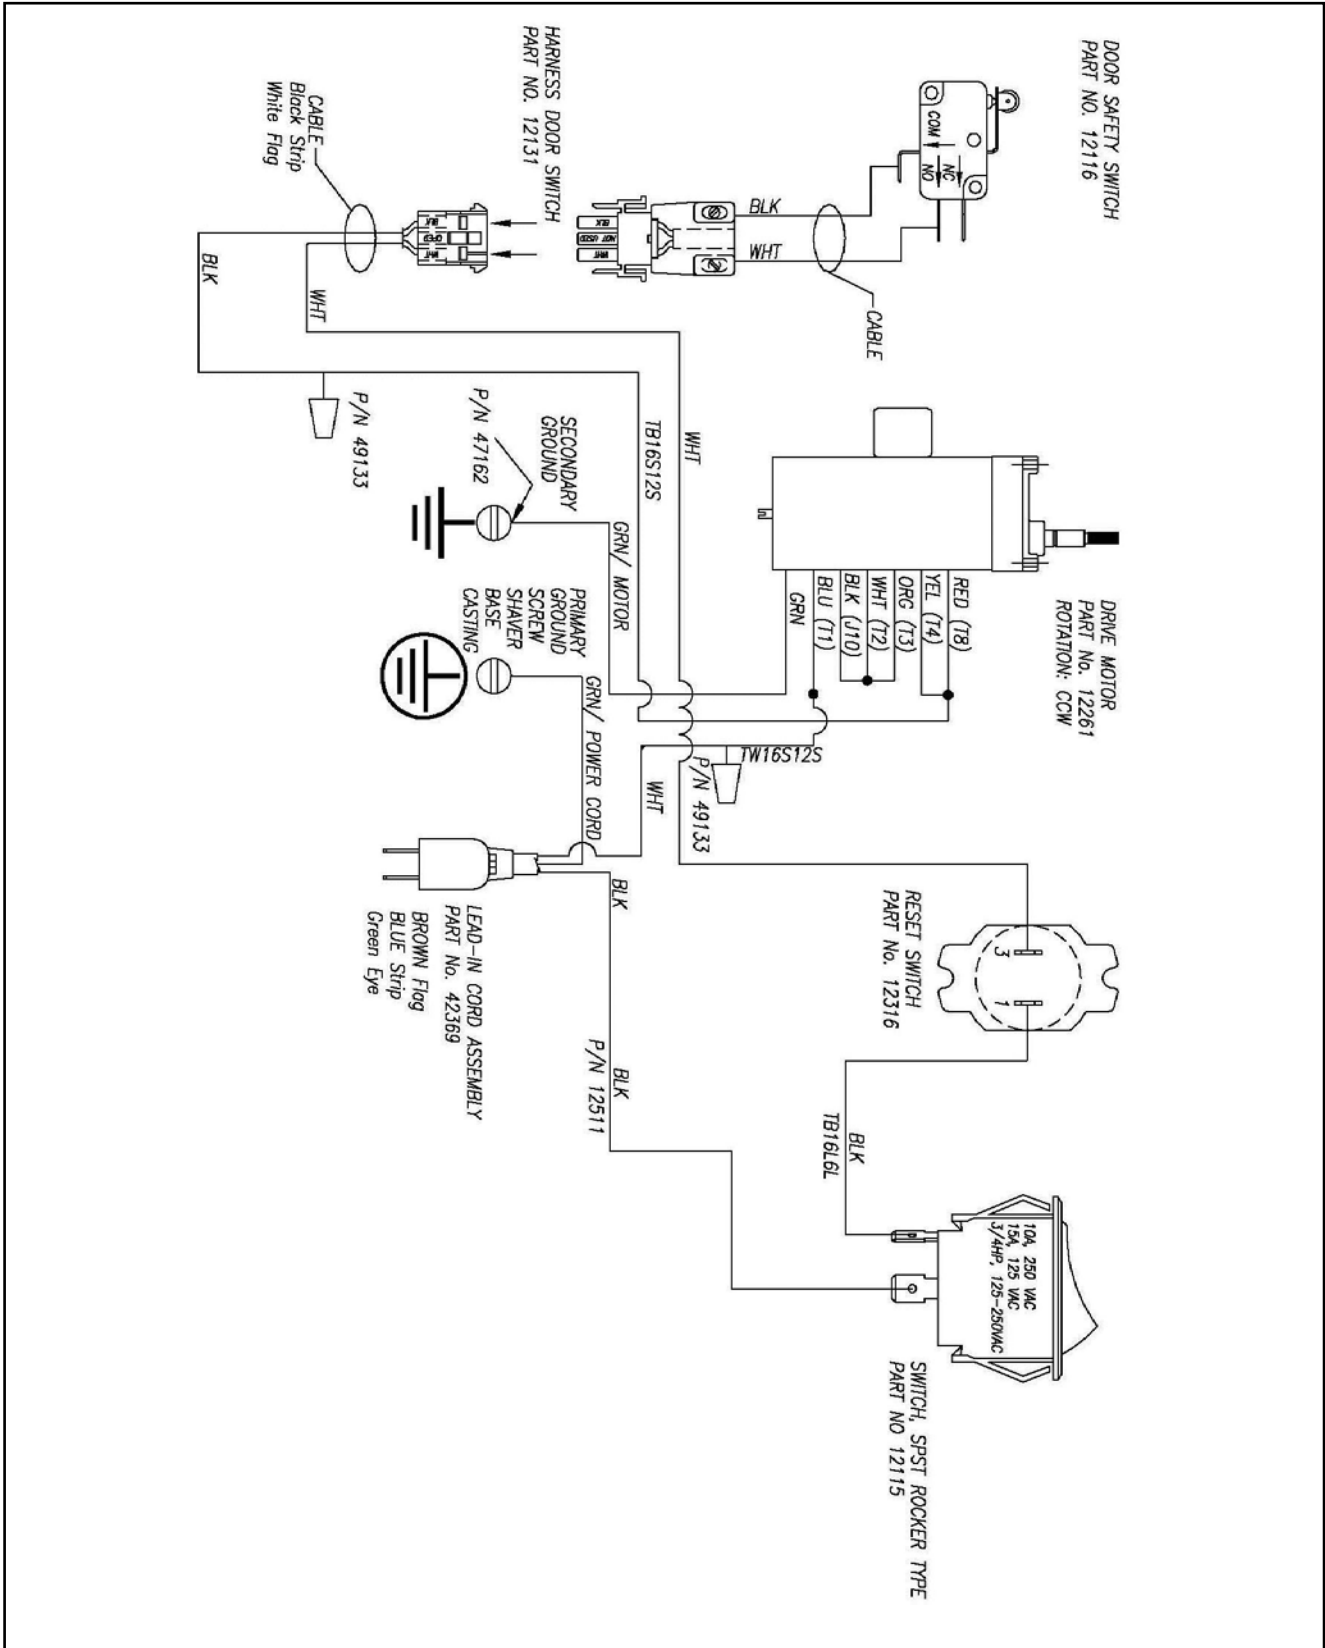 DOOR SAFETY SWITCH
PART NO. 12116
COM
NC
NO
BLK
WHT
CABLE
HARNESS DOOR SWITCH
PART NO. 12131
BLK
NOT USED
WHT
BLK
WHT
CABLE
Black Strip
White Flag
BLK
WHT
P/N 49133
WHT
TB16S12S
DRIVE MOTOR
PART No. 12261
ROTATION: CCW
RED (T8)
YEL (T4)
ORG (T3)
WHT (T2)
BLK (J10)
BLU (T1)
GRN
SECONDARY
GROUND
P/N 47162
GRN/ MOTOR
PRIMARY
GROUND
SCREW
SHAVER
BASE
CASTING
GRN/ POWER CORD
TW16S12S
P/N 49133
WHT
BLK
LEAD-IN CORD ASSEMBLY
PART No. 42369
BROWN Flag
BLUE Strip
Green Eye
BLK
P/N 12511
RESET SWITCH
PART No. 12316
3
1
BLK
TB16L6L
10A, 250 VAC
15A, 125 VAC
3/4HP, 125-250VAC
SWITCH, SPST ROCKER TYPE
PART NO 12115